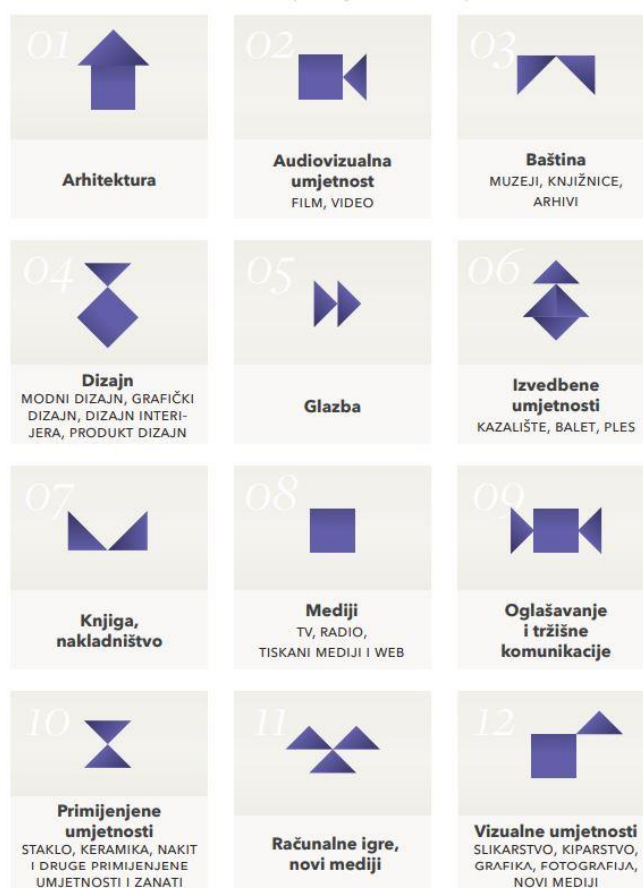 01
Arhitektura
02
Audiovizualna
umjetnost
FILM, VIDEO
03
Baština
MUZEJI, KNJIŽNICE,
ARHIVI
04
Dizajn
MODNI DIZAJN, GRAFIČKI
DIZAJN, DIZAJN INTERI-
JERA, PRODUKT DIZAJN
05
Glazba
06
Izvedbene
umjetnosti
KAZALIŠTE, BALET, PLES
07
Knjiga,
nakladništvo
08
Mediji
TV, RADIO,
TISKANI MEDIJI I WEB
09
Oglašavanje
i tržišne
komunikacije
10
Primijenjene
umjetnosti
STAKLO, KERAMIKA, NAKIT
I DRUGE PRIMIJENJENE
UMJETNOSTI I ZANATI
11
Računalne igre,
novi mediji
12
Vizualne umjetnosti
SLIKARSTVO, KIPARSTVO,
GRAFIKA, FOTOGRAFIJA,
NOVI MEDIJI